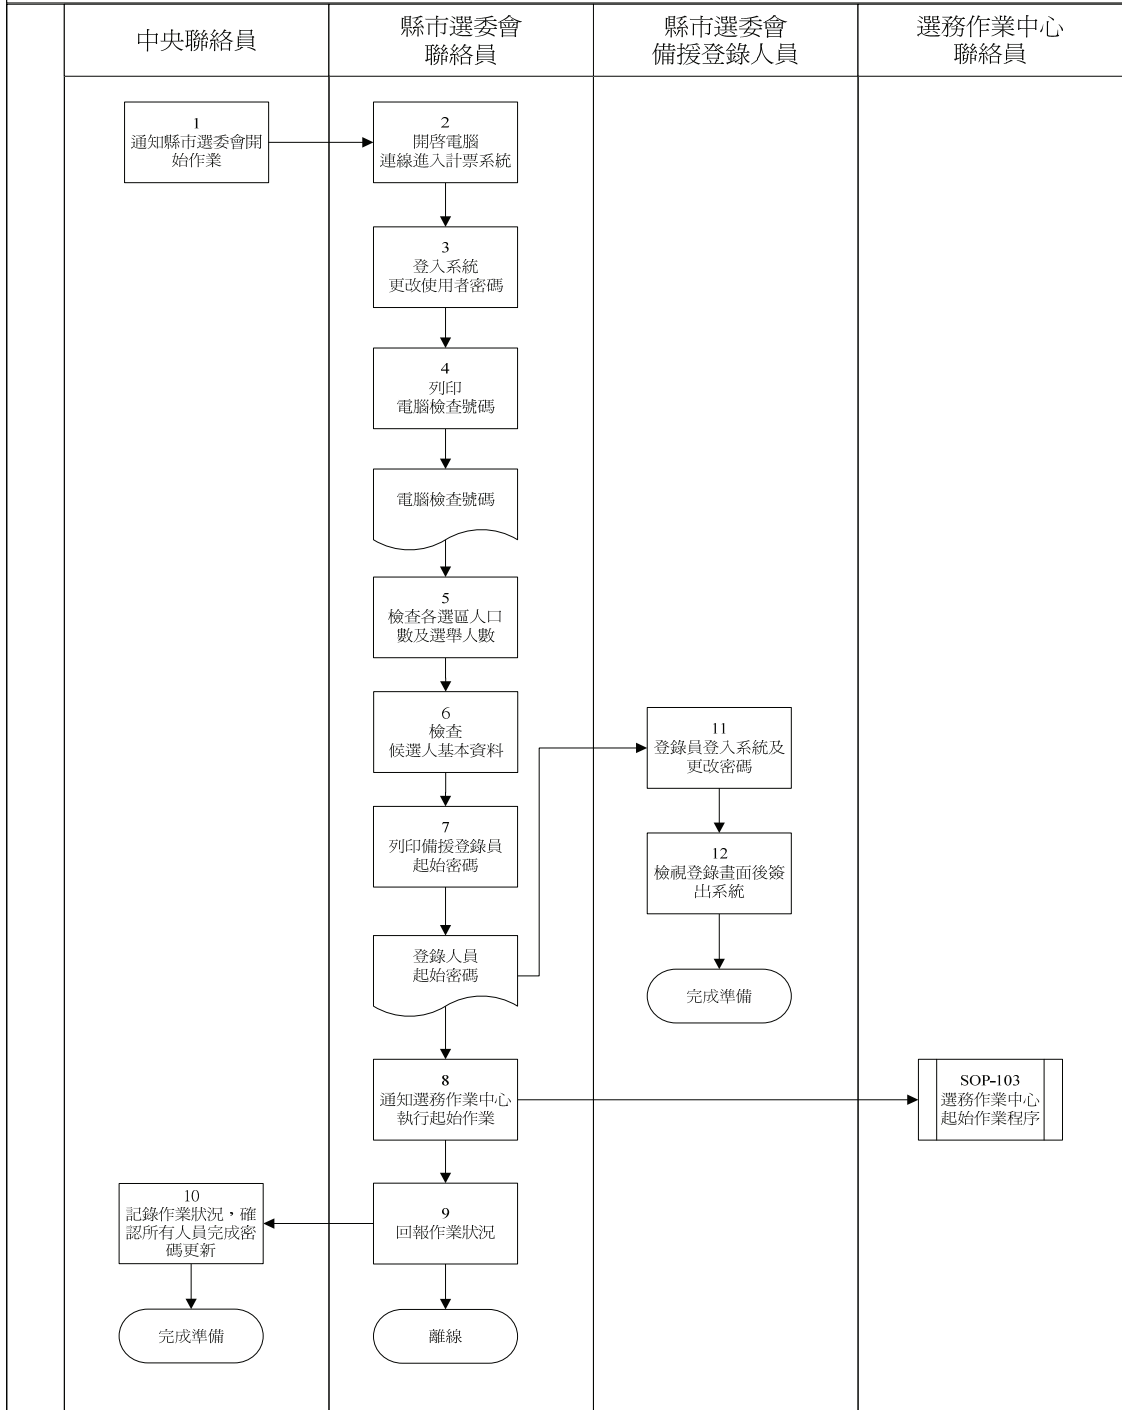 中央聯絡員
縣市選委會
聯絡員
縣市選委會
備援登錄人員
選務作業中心
聯絡員
1
通知縣市選委會開
始作業
2
開啓電腦
連線進入計票系統
3
登入系統
更改使用者密碼
4
列印
電腦檢查號碼
電腦檢查號碼
5
檢查各選區人口
數及選舉人數
6
檢查
候選人基本資料
7
列印備援登錄員
起始密碼
登錄人員
起始密碼
11
登錄員登入系統及
更改密碼
12
檢視登錄畫面後簽
出系統
完成準備
8
通知選務作業中心
執行起始作業
SOP-103
選務作業中心
起始作業程序
9
回報作業狀況
10
記錄作業狀況，確
認所有人員完成密
碼更新
完成準備
離線